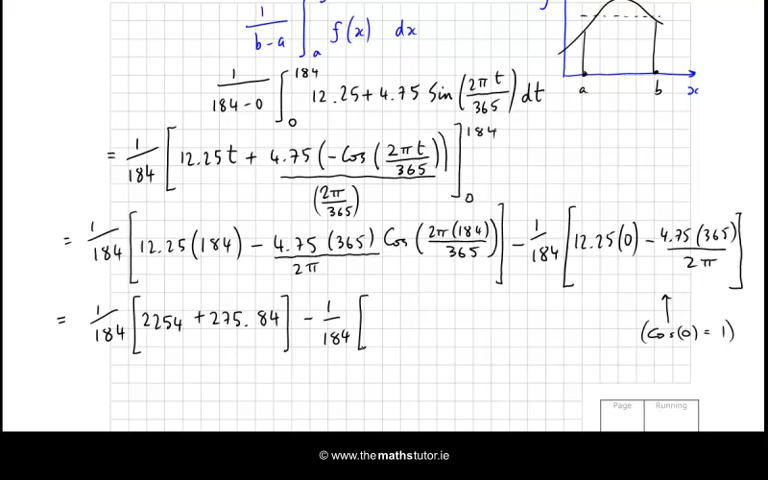 1/(b-a) ∫_a f(x) dx
a b x
1/(184-0) ∫_0^184 12.25 + 4.75 Sin(2πt/365) dt
= 1/184 [12.25t + 4.75(-Cos(2πt/365))/(2π/365)]_0^184
= 1/184 [12.25(184) - 4.75(365)/2π Cos(2π(184)/365)] - 1/184 [12.25(0) - 4.75(365)/2π]
= 1/184 [2254 + 275.84] - 1/184 [
↑
(Cos(0) = 1)
Page Running
© www.themathstutor.ie